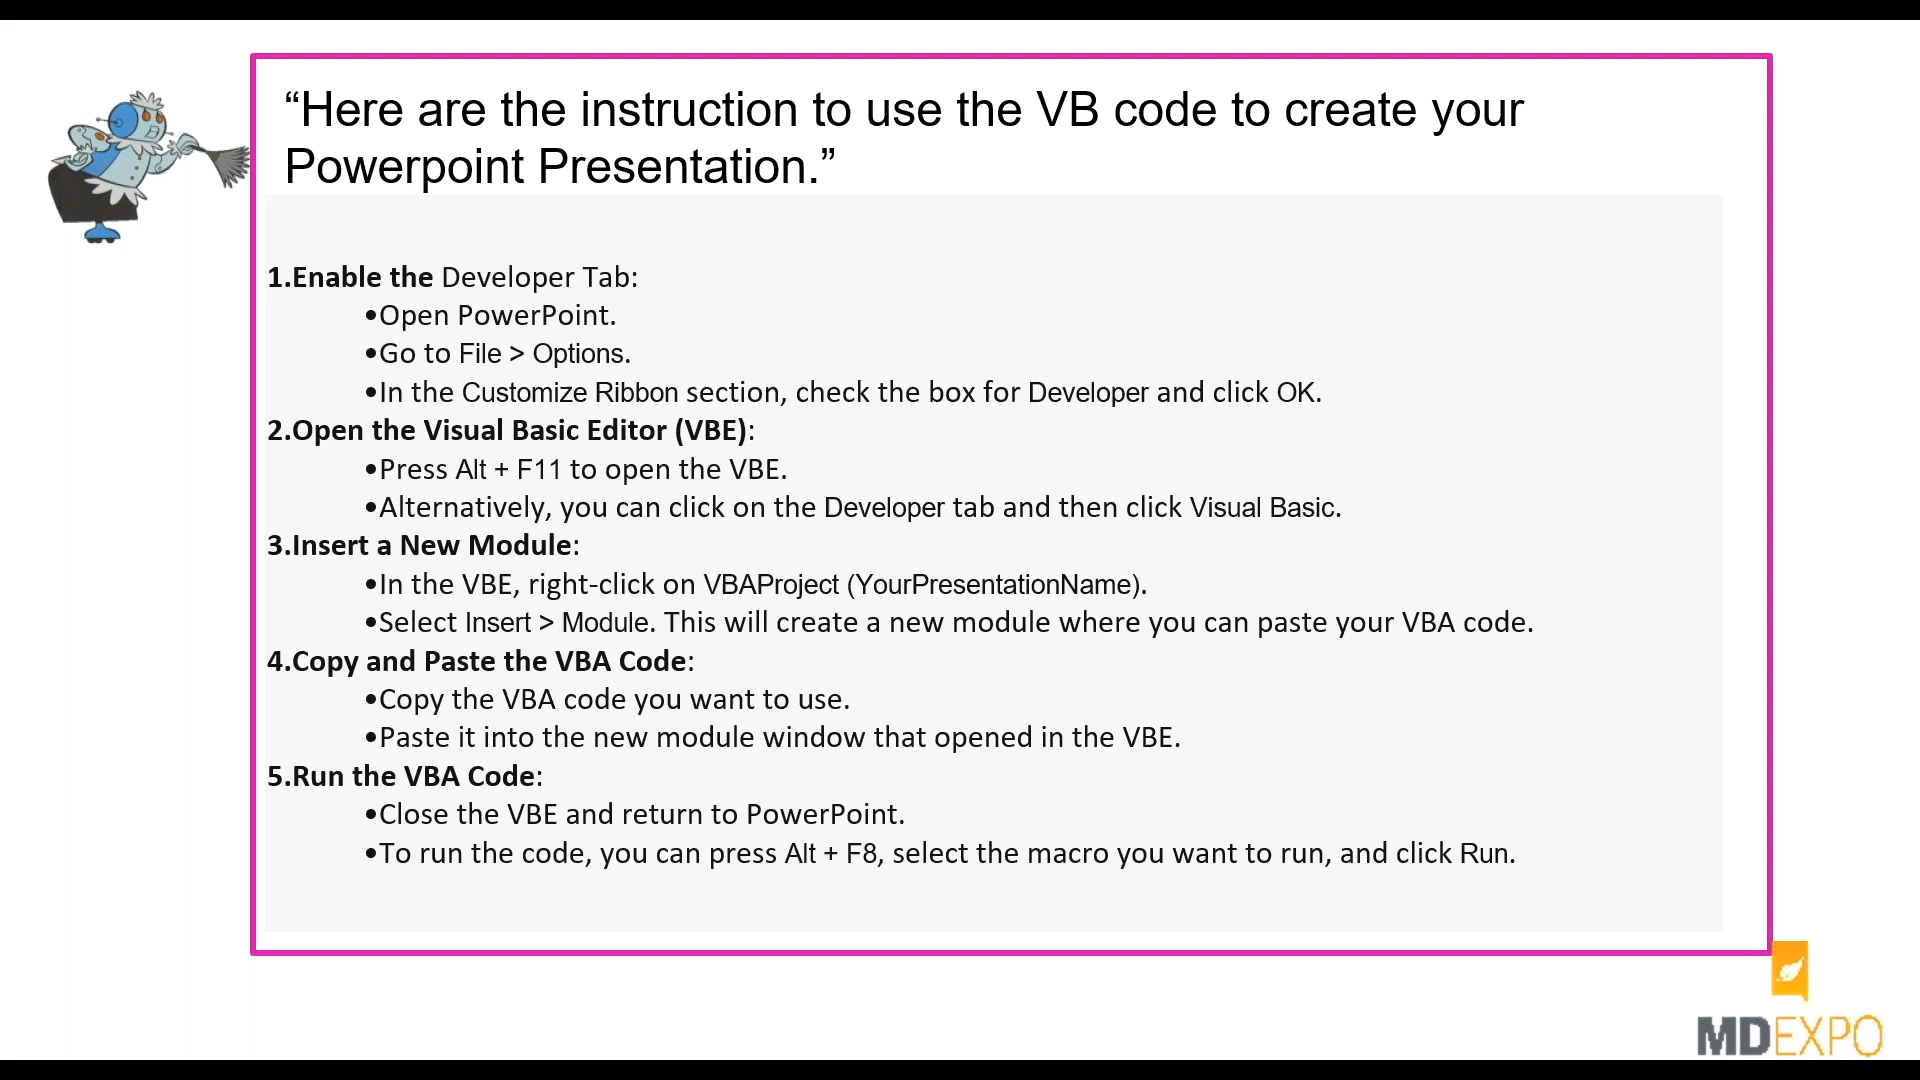 “Here are the instruction to use the VB code to create your
Powerpoint Presentation.”
1.Enable the Developer Tab:
•Open PowerPoint.
•Go to File > Options.
•In the Customize Ribbon section, check the box for Developer and click OK.
2.Open the Visual Basic Editor (VBE):
•Press Alt + F11 to open the VBE.
•Alternatively, you can click on the Developer tab and then click Visual Basic.
3.Insert a New Module:
•In the VBE, right-click on VBAProject (YourPresentationName).
•Select Insert > Module. This will create a new module where you can paste your VBA code.
4.Copy and Paste the VBA Code:
•Copy the VBA code you want to use.
•Paste it into the new module window that opened in the VBE.
5.Run the VBA Code:
•Close the VBE and return to PowerPoint.
•To run the code, you can press Alt + F8, select the macro you want to run, and click Run.
MDEXPO